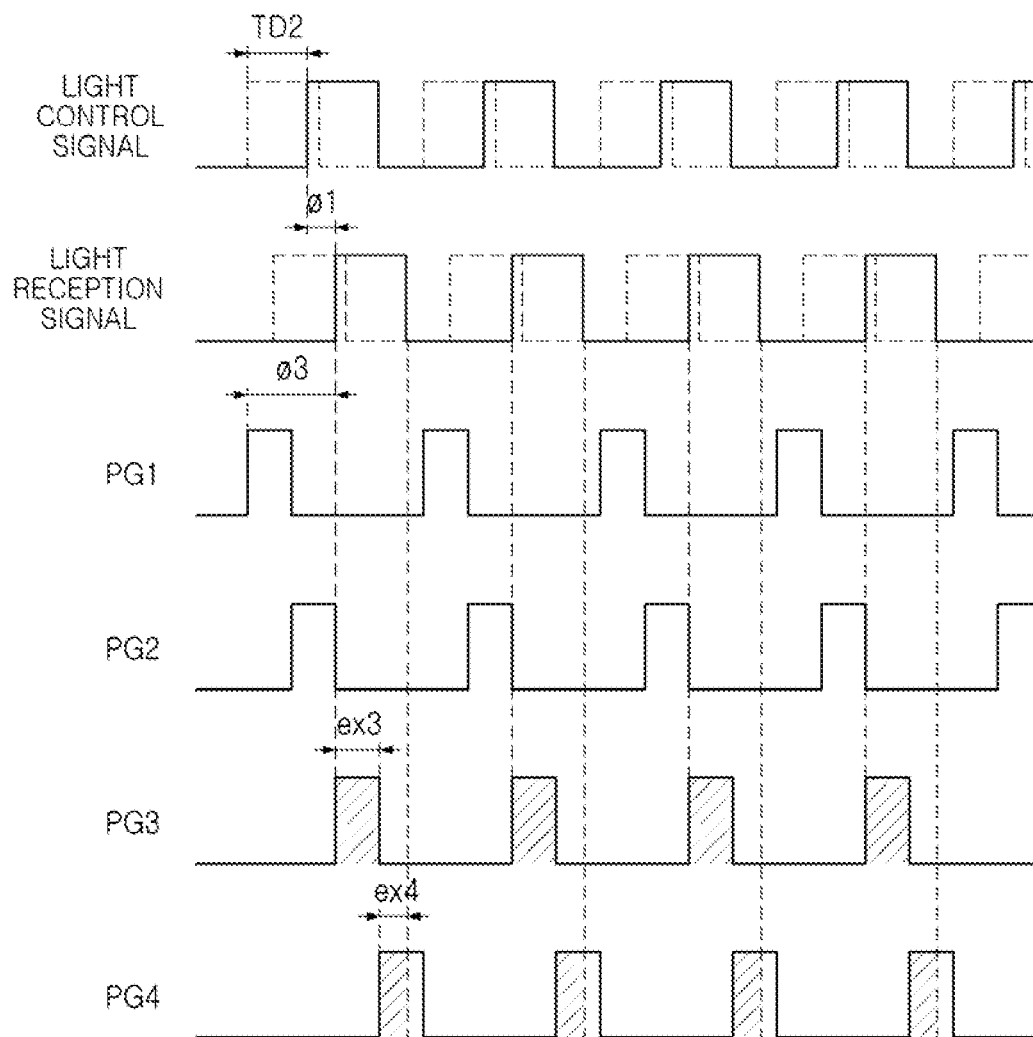 TD2
LIGHT
CONTROL
SIGNAL
ø1
LIGHT
RECEPTION
SIGNAL
ø3
PG1
PG2
ex3
PG3
ex4
PG4